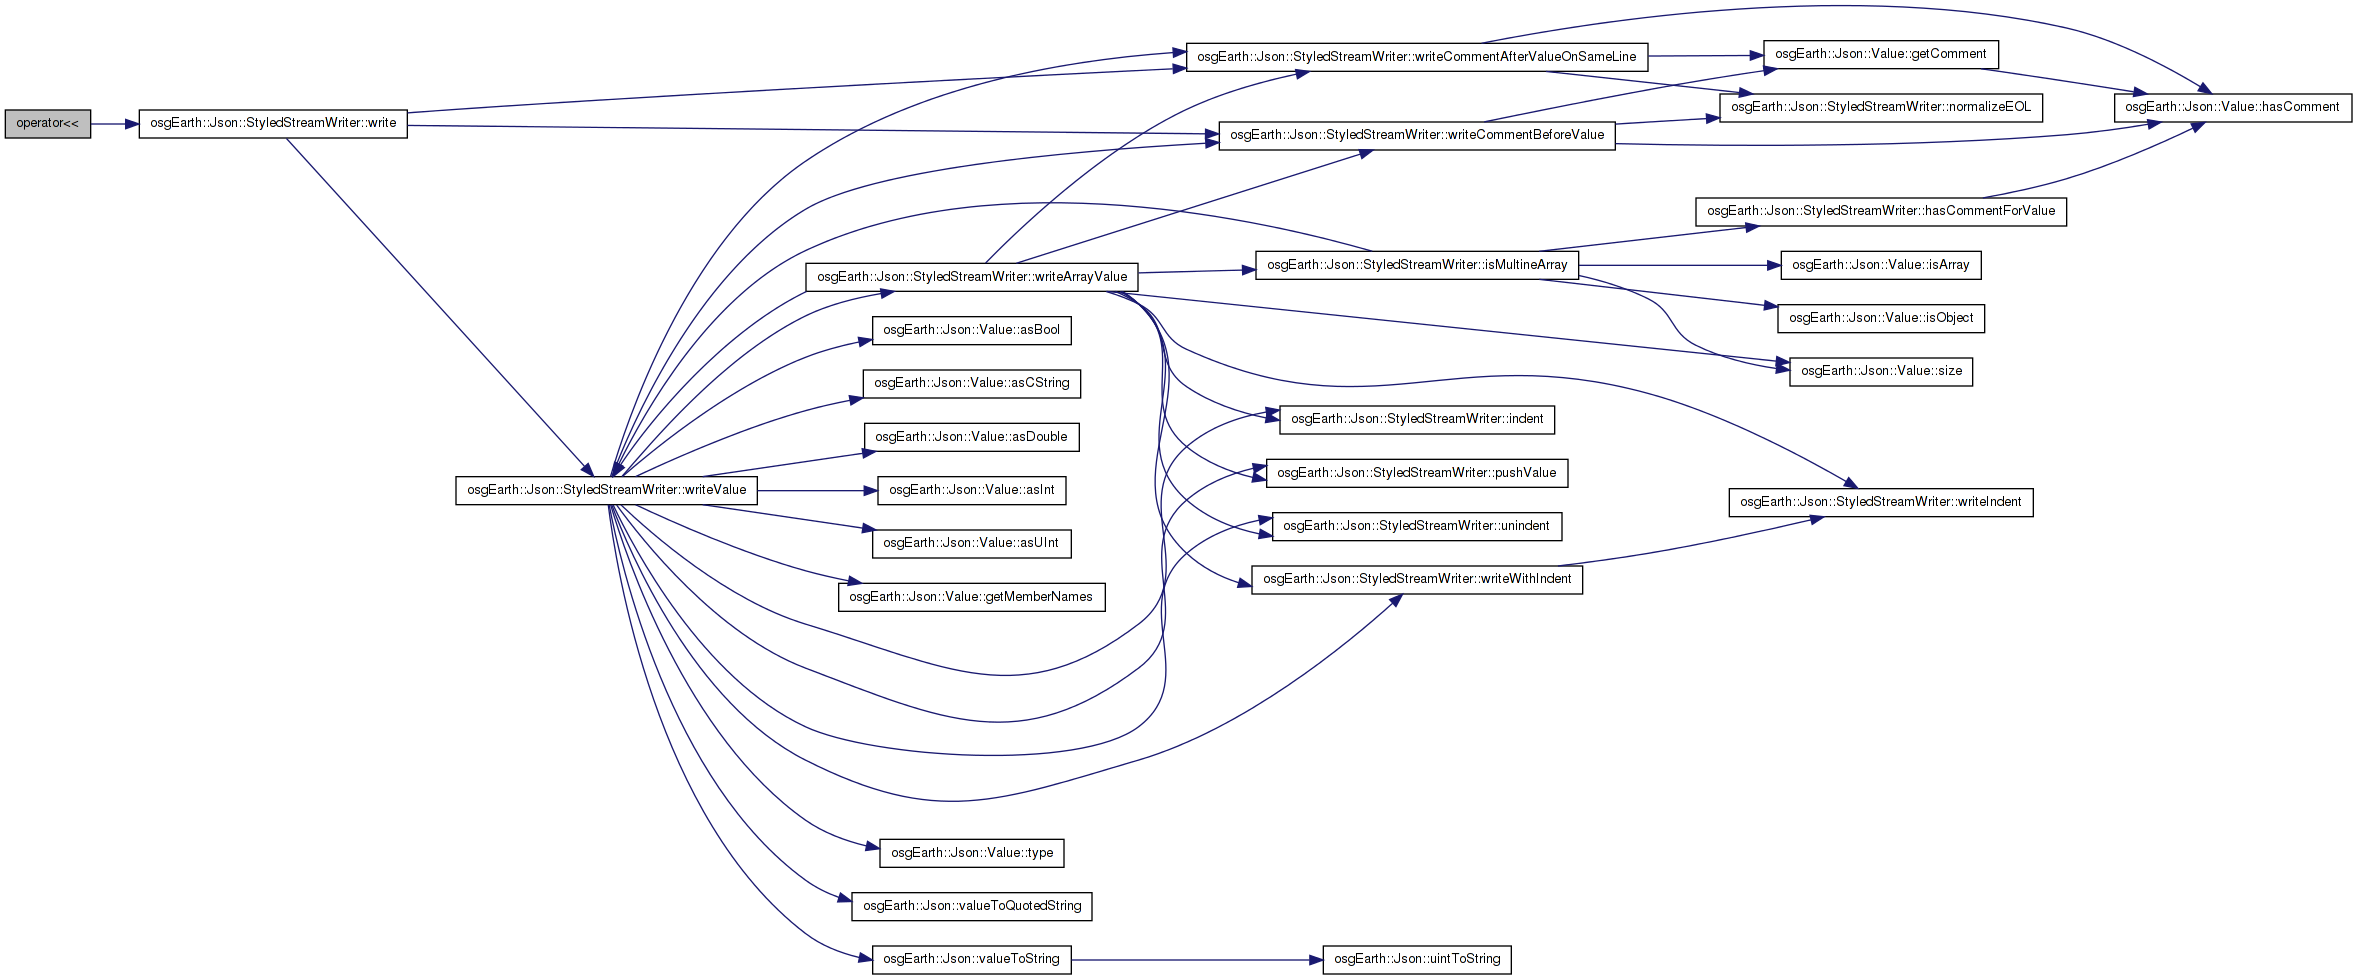 operator<<
osgEarth::Json::StyledStreamWriter::write
osgEarth::Json::StyledStreamWriter::writeValue
osgEarth::Json::StyledStreamWriter::writeArrayValue
osgEarth::Json::Value::asBool
osgEarth::Json::Value::asCString
osgEarth::Json::Value::asDouble
osgEarth::Json::Value::asInt
osgEarth::Json::Value::asUInt
osgEarth::Json::Value::getMemberNames
osgEarth::Json::Value::type
osgEarth::Json::valueToQuotedString
osgEarth::Json::valueToString
osgEarth::Json::StyledStreamWriter::writeCommentAfterValueOnSameLine
osgEarth::Json::StyledStreamWriter::writeCommentBeforeValue
osgEarth::Json::StyledStreamWriter::isMultineArray
osgEarth::Json::StyledStreamWriter::indent
osgEarth::Json::StyledStreamWriter::pushValue
osgEarth::Json::StyledStreamWriter::unindent
osgEarth::Json::StyledStreamWriter::writeWithIndent
osgEarth::Json::uintToString
osgEarth::Json::Value::getComment
osgEarth::Json::StyledStreamWriter::normalizeEOL
osgEarth::Json::StyledStreamWriter::hasCommentForValue
osgEarth::Json::Value::isArray
osgEarth::Json::Value::isObject
osgEarth::Json::Value::size
osgEarth::Json::StyledStreamWriter::writeIndent
osgEarth::Json::Value::hasComment